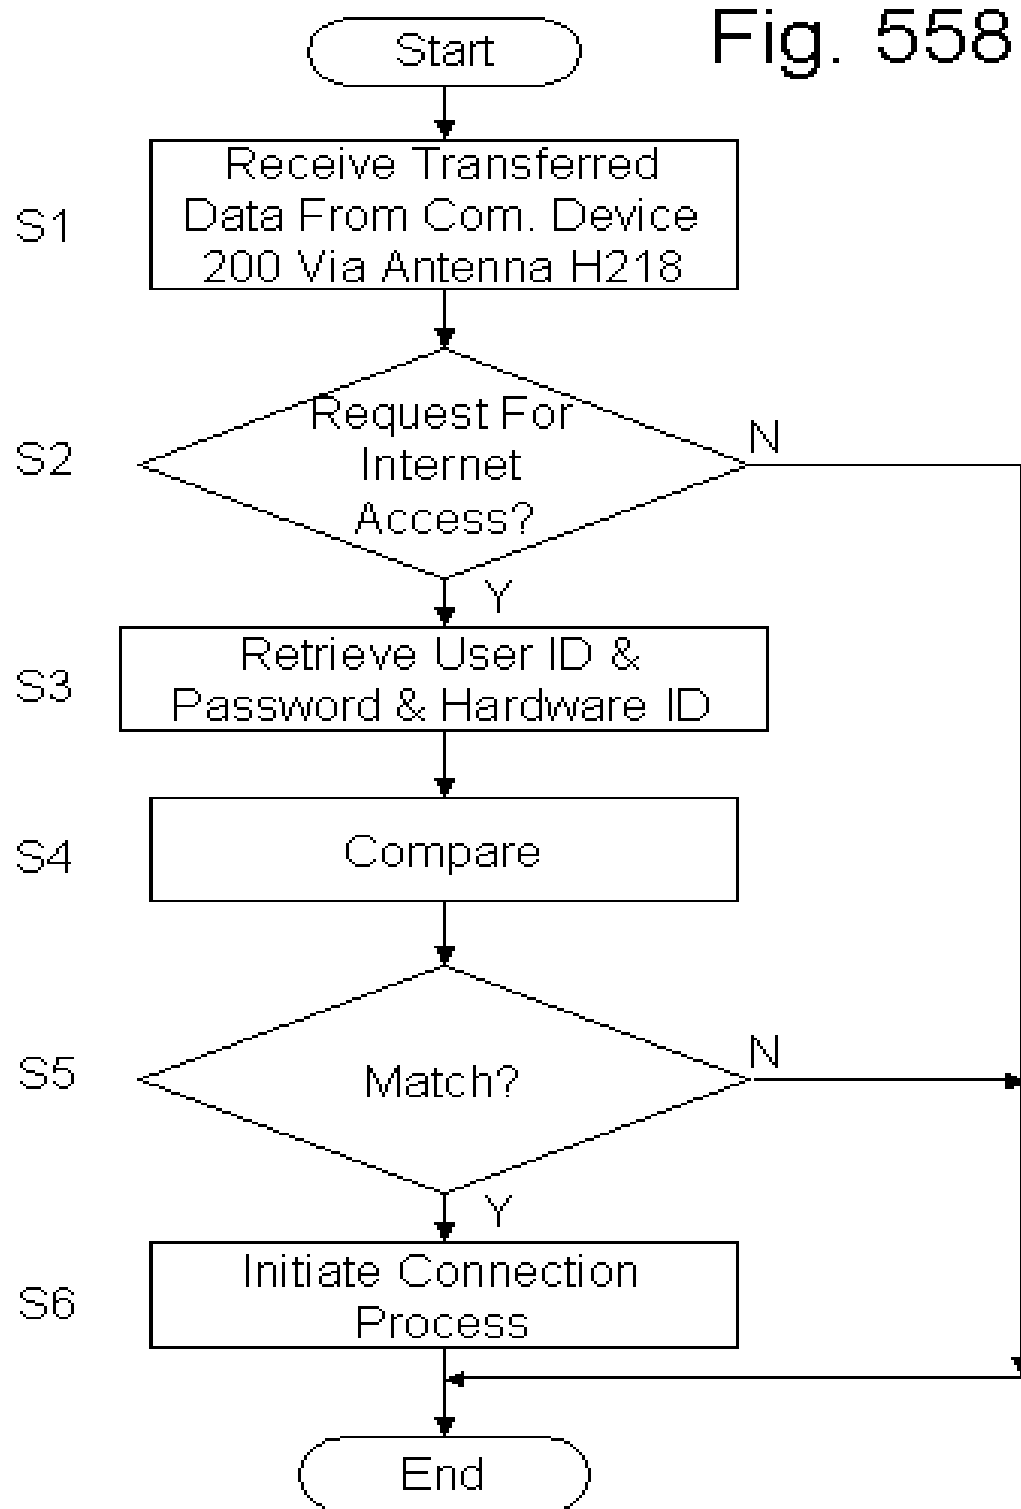 Fig. 558
Start
S1
Receive Transferred
Data From Com. Device
200 Via Antenna H218
S2
Request For
Internet
Access?
N
Y
S3
Retrieve User ID &
Password & Hardware ID
S4
Compare
S5
Match?
N
Y
S6
Initiate Connection
Process
End